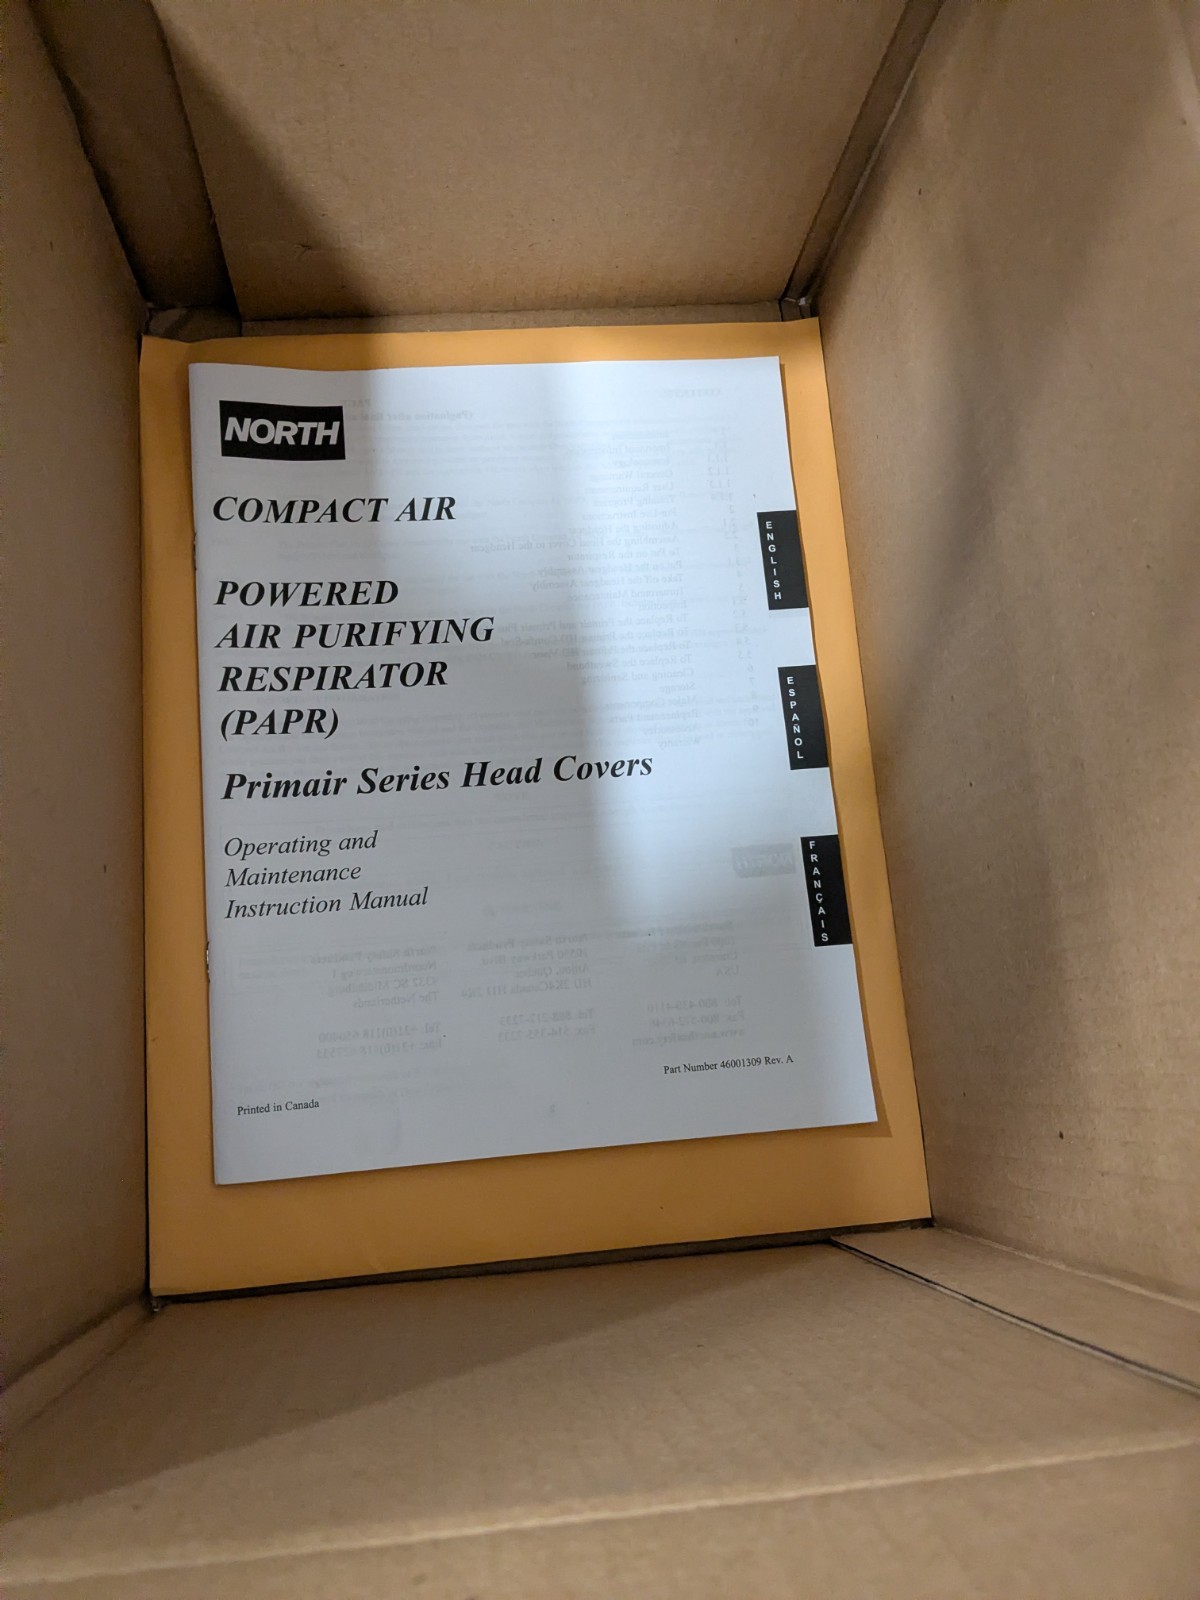 NORTH
COMPACT AIR
POWERED
AIR PURIFYING
RESPIRATOR
(PAPR)
Primair Series Head Covers
Operating and
Maintenance
Instruction Manual
ENGLISH
ESPAÑOL
FRANÇAIS
Part Number 46001309 Rev. A
Printed in Canada